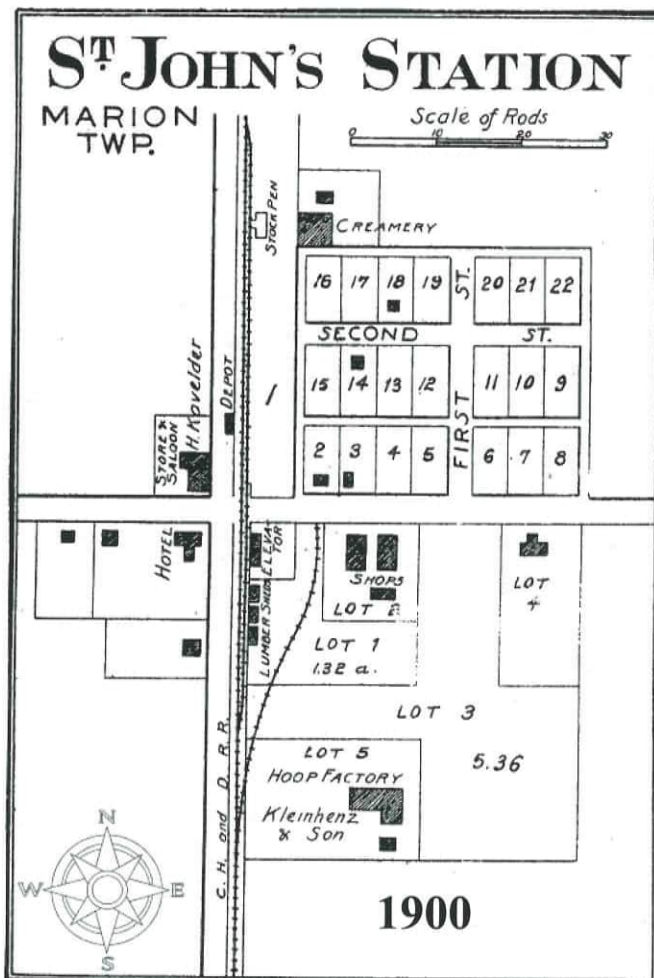 ST. JOHN'S STATION
MARION
TWP.
Scale of Rods
0 10 20 30
STOCK PEN
CREAMERY
16 17 18 19 ST. 20 21 22
SECOND ST.
DEPOT
1
15 14 13 12 11 10 9
FIRST
STORE &
SALOON
H. Kavelder
2 3 4 5 6 7 8
HOTEL
ELEVA-
TOR
LUMBER SHEDS
SHOPS
LOT 2
LOT
4
LOT 1
1.32 a.
LOT 3
5.36
C. H. and D. R. R.
LOT 5
HOOP FACTORY
Kleinhenz
& Son
N
W E
S
1900